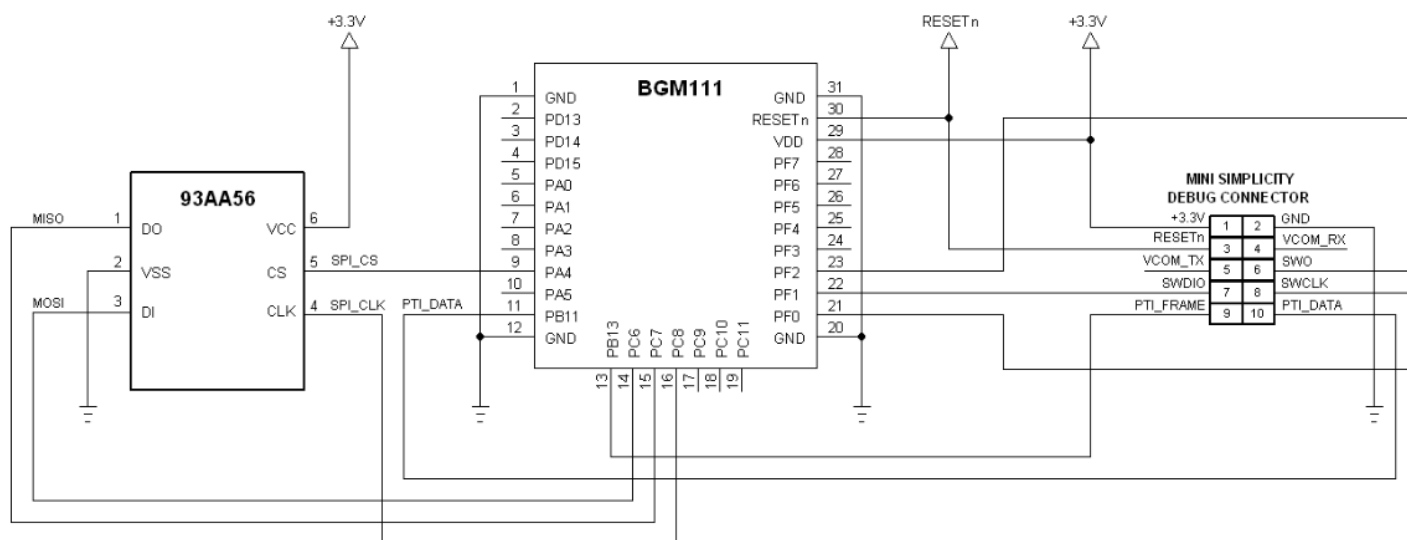 +3.3V
RESETn
+3.3V
93AA56
MISO
1
DO
2
VSS
MOSI
3
DI
VCC
6
CS
5
SPI_CS
CLK
4
SPI_CLK
PTI_DATA
BGM111
1
GND
2
PD13
3
PD14
4
PD15
5
PA0
6
PA1
7
PA2
8
PA3
9
PA4
10
PA5
11
PB11
12
GND
PB13
PC6
PC7
PC8
PC9
PC10
PC11
13
14
15
16
17
18
19
GND
31
RESETn
30
VDD
29
PF7
28
PF6
27
PF5
26
PF4
25
PF3
24
PF2
23
PF1
22
PF0
21
GND
20
MINI SIMPLICITY
DEBUG CONNECTOR
+3.3V 1 2 GND
RESETn 3 4 VCOM_RX
VCOM_TX 5 6 SWO
SWDIO 7 8 SWCLK
PTI_FRAME 9 10 PTI_DATA